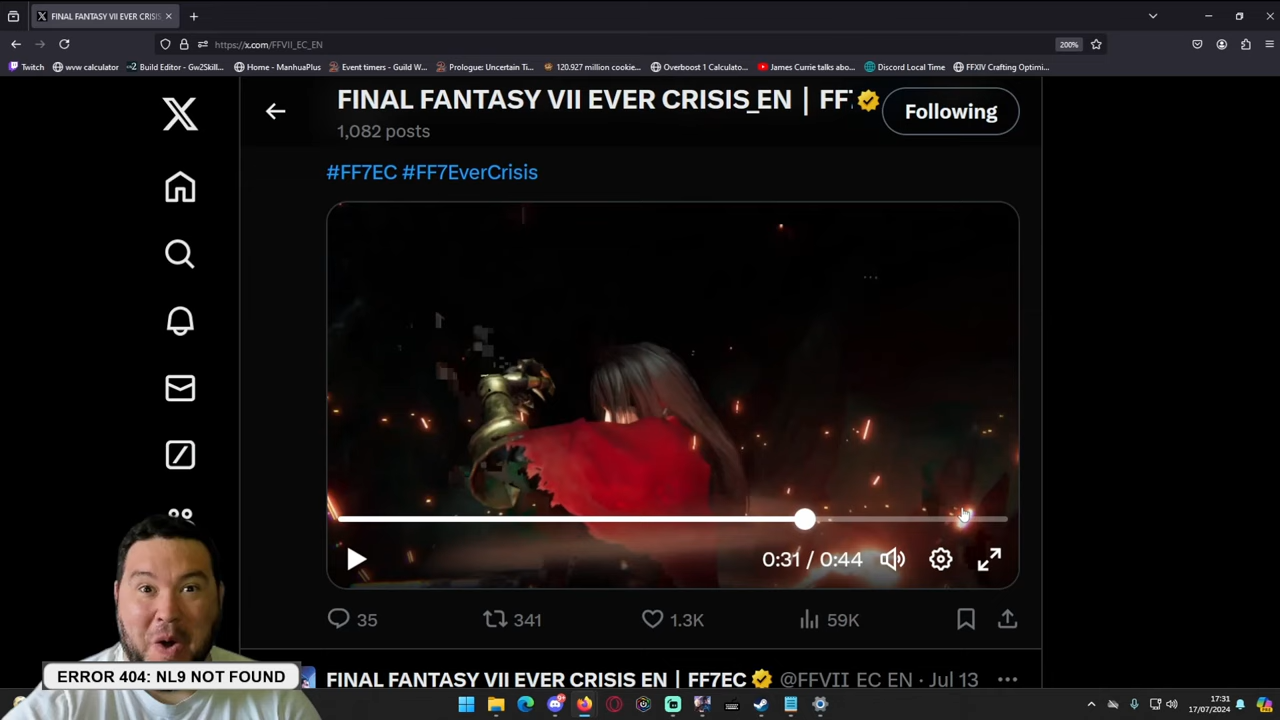 FINAL FANTASY VII EVER CRISIS
https://x.com/FFVII_EC_EN
200%
Twitch
wvw calculator
Build Editor - Gw2Skill...
Home - ManhuaPlus
Event timers - Guild W...
Prologue: Uncertain Ti...
120.927 million cookie...
Overboost 1 Calculato...
James Currie talks abo...
Discord Local Time
FFXIV Crafting Optimi...
FINAL FANTASY VII EVER CRISIS_EN | FF7
1,082 posts
Following
#FF7EC #FF7EverCrisis
0:31 / 0:44
35
341
1.3K
59K
ERROR 404: NL9 NOT FOUND
FINAL FANTASY VII EVER CRISIS EN | FF7EC
@FFVII_EC_EN · Jul 13
17:31
17/07/2024